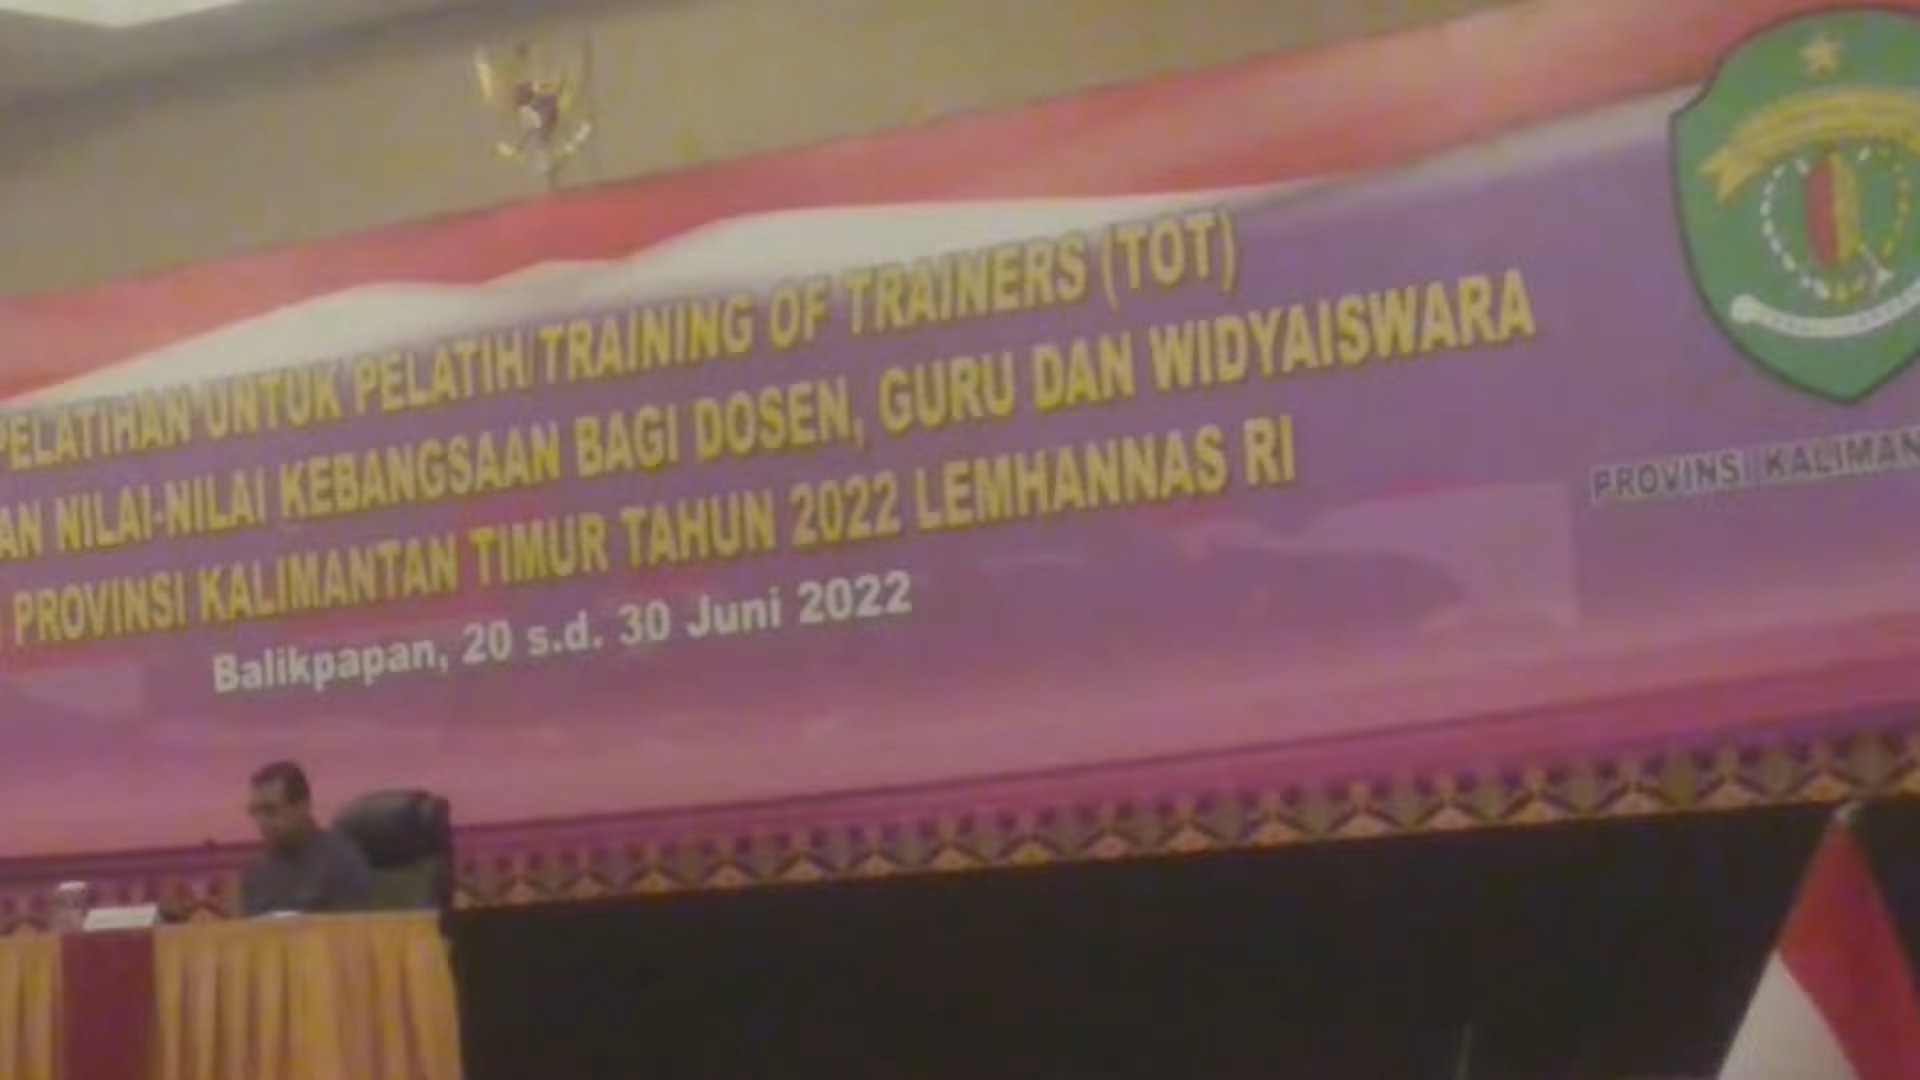 PELATIHAN UNTUK PELATIH/TRAINING OF TRAINERS (TOT)
AN NILAI-NILAI KEBANGSAAN BAGI DOSEN, GURU DAN WIDYAISWARA
PROVINSI KALIMANTAN TIMUR TAHUN 2022 LEMHANNAS RI
Balikpapan, 20 s.d. 30 Juni 2022
PROVINSI KALIMAN